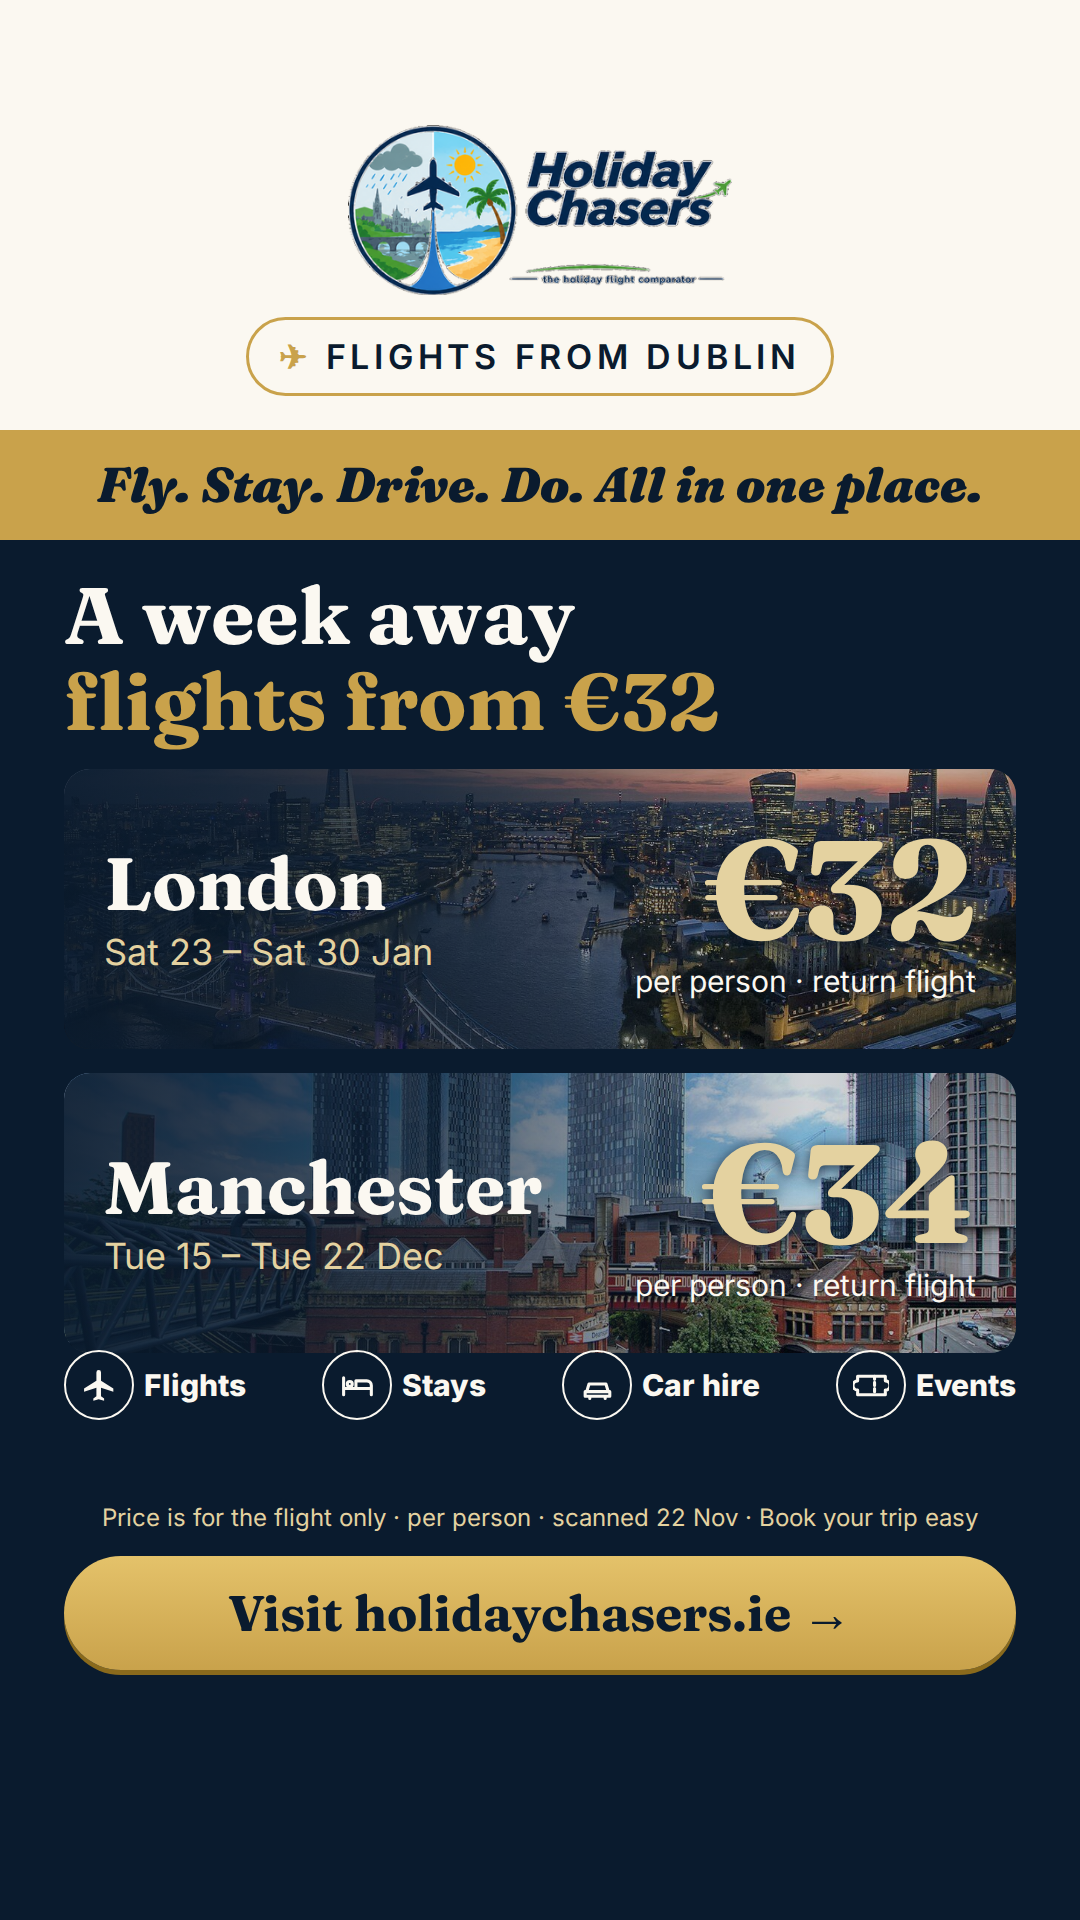 Holiday
Chasers
the holiday flight comparator
✈ FLIGHTS FROM DUBLIN
Fly. Stay. Drive. Do. All in one place.
A week away
flights from €32
London
Sat 23 – Sat 30 Jan
€32
per person · return flight
Manchester
Tue 15 – Tue 22 Dec
€34
per person · return flight
ATLAS
Flights
Stays
Car hire
Events
Price is for the flight only · per person · scanned 22 Nov · Book your trip easy
Visit holidaychasers.ie →